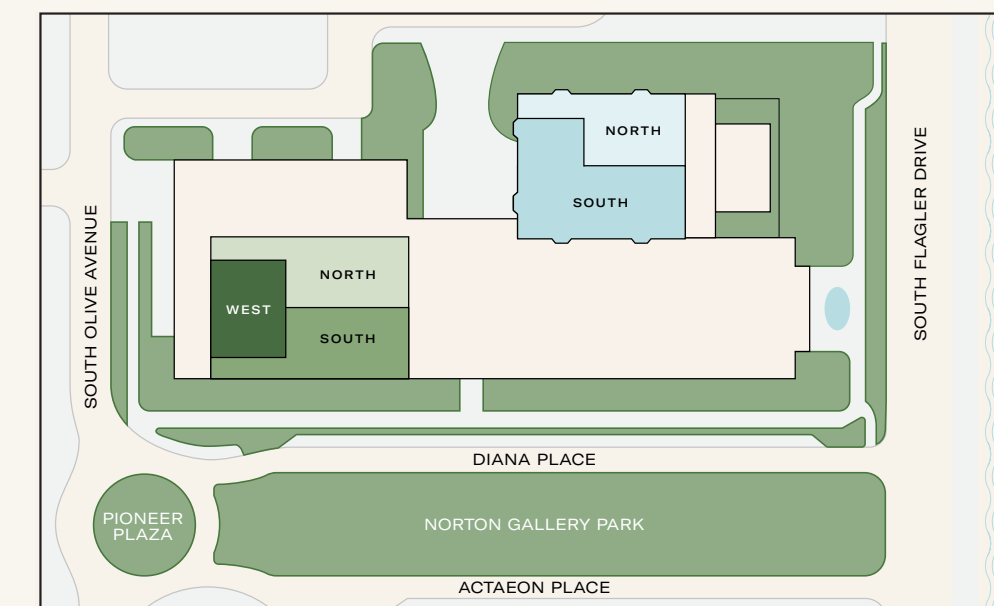 NORTH
SOUTH
SOUTH FLAGLER DRIVE
SOUTH OLIVE AVENUE
NORTH
WEST
SOUTH
DIANA PLACE
PIONEER
PLAZA
NORTON GALLERY PARK
ACTAEON PLACE